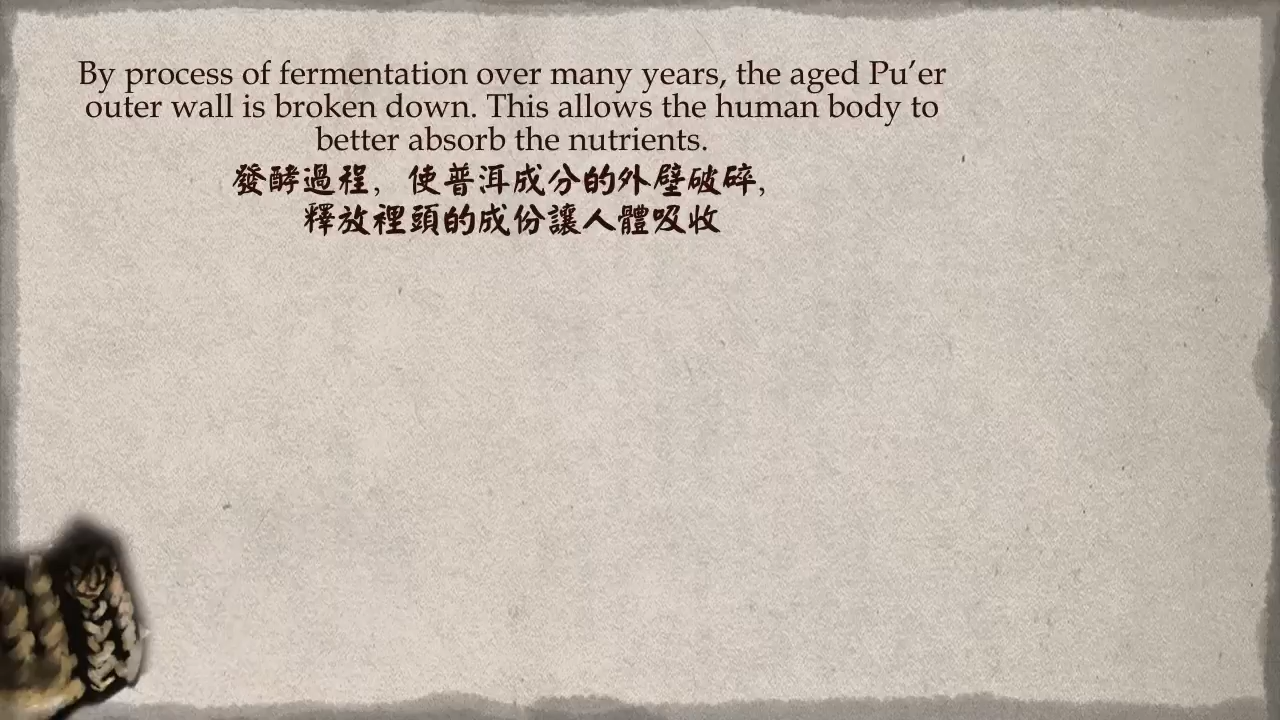 By process of fermentation over many years, the aged Pu’er
outer wall is broken down. This allows the human body to
better absorb the nutrients.
發酵過程，使普洱成分的外壁破碎，
釋放裡頭的成份讓人體吸收